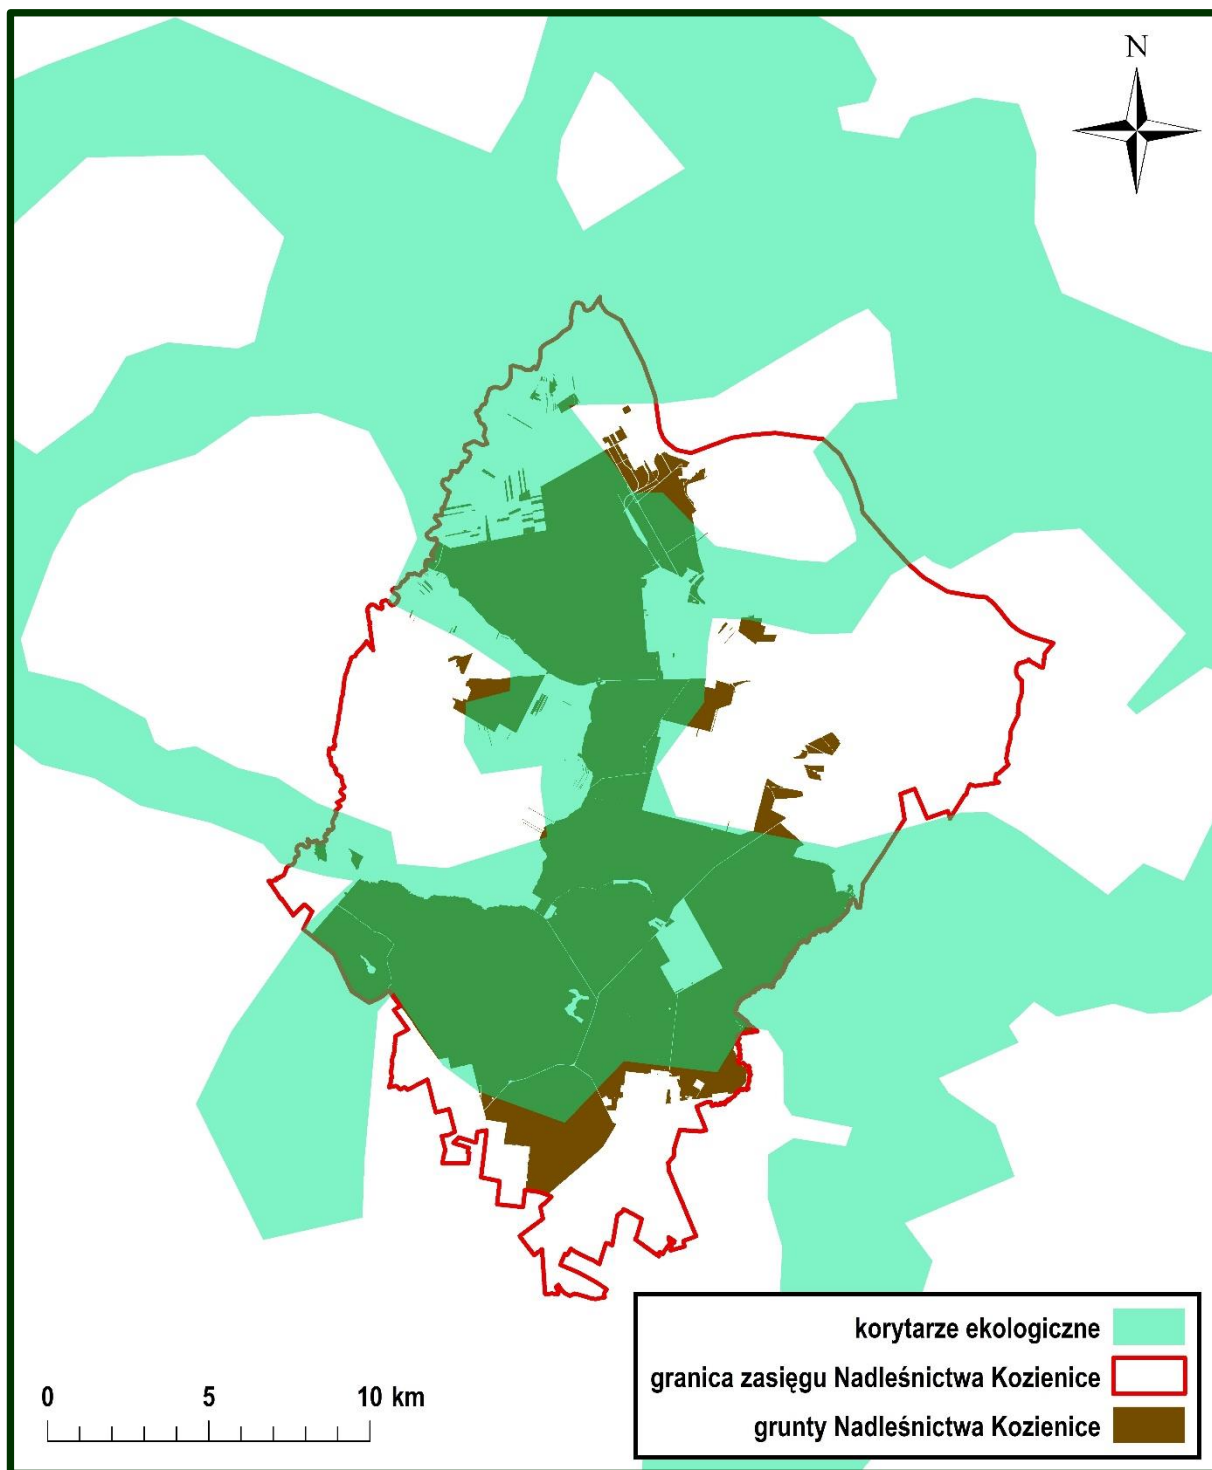 N
korytarze ekologiczne
granica zasięgu Nadleśnictwa Kozienice
grunty Nadleśnictwa Kozienice
0 5 10 km